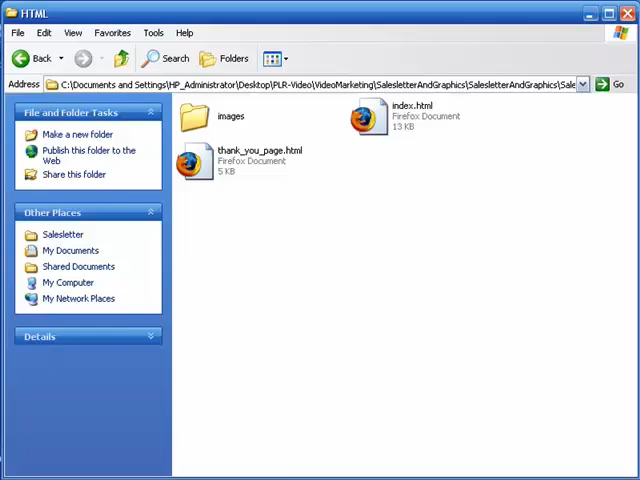 HTML
File Edit View Favorites Tools Help
Back Search Folders
Address C:\Documents and Settings\HP_Administrator\Desktop\PLR-Video\VideoMarketing\SalesletterAndGraphics\SalesletterAndGraphics\Sale Go
File and Folder Tasks
Make a new folder
Publish this folder to the
Web
Share this folder
Other Places
Salesletter
My Documents
Shared Documents
My Computer
My Network Places
Details
images
index.html
Firefox Document
13 KB
thank_you_page.html
Firefox Document
5 KB